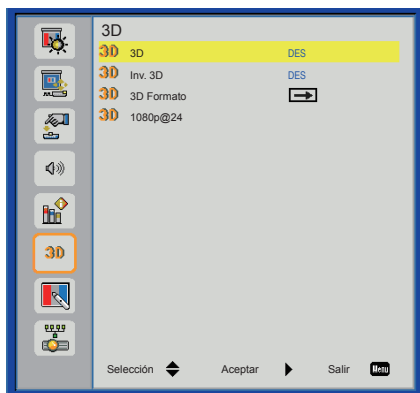 3D
3D 3D DES
3D Inv. 3D DES
3D 3D Formato
3D 1080p@24
3D
Selección Aceptar Salir Menu